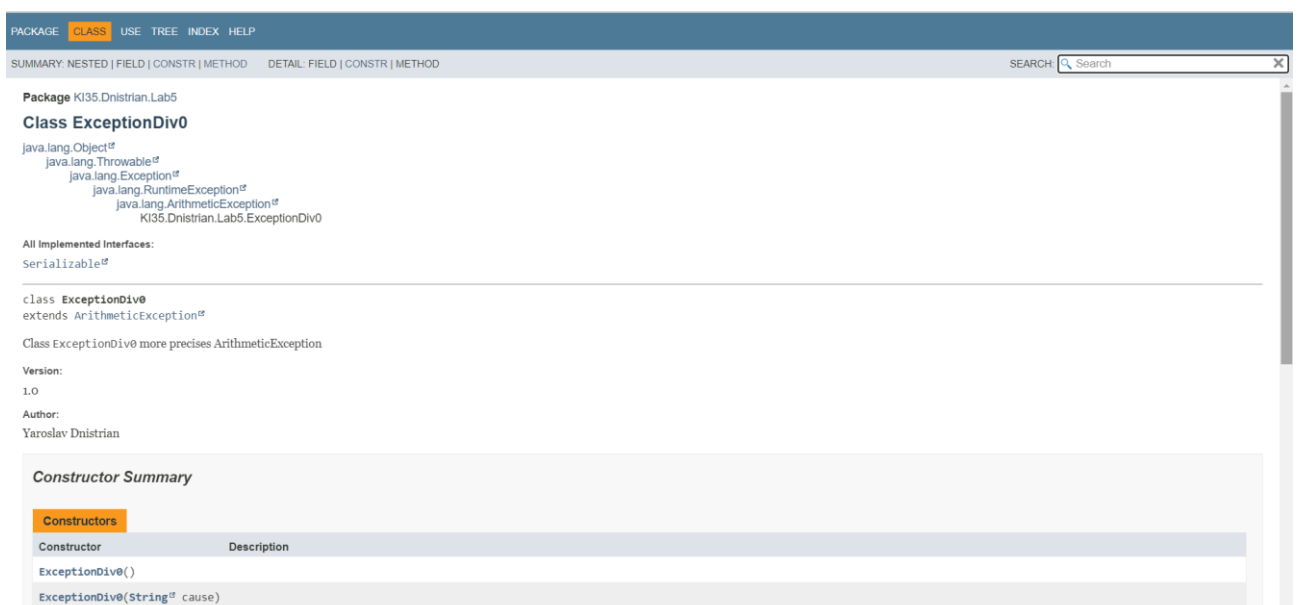 PACKAGE CLASS USE TREE INDEX HELP
SUMMARY: NESTED | FIELD | CONSTR | METHOD DETAIL: FIELD | CONSTR | METHOD SEARCH: Search
Package KI35.Dnistrian.Lab5
Class ExceptionDiv0
java.lang.Object
java.lang.Throwable
java.lang.Exception
java.lang.RuntimeException
java.lang.ArithmeticException
KI35.Dnistrian.Lab5.ExceptionDiv0
All Implemented Interfaces:
Serializable
class ExceptionDiv0
extends ArithmeticException
Class ExceptionDiv0 more precises ArithmeticException
Version:
1.0
Author:
Yaroslav Dnistrian
Constructor Summary
Constructors
Constructor Description
ExceptionDiv0()
ExceptionDiv0(String cause)